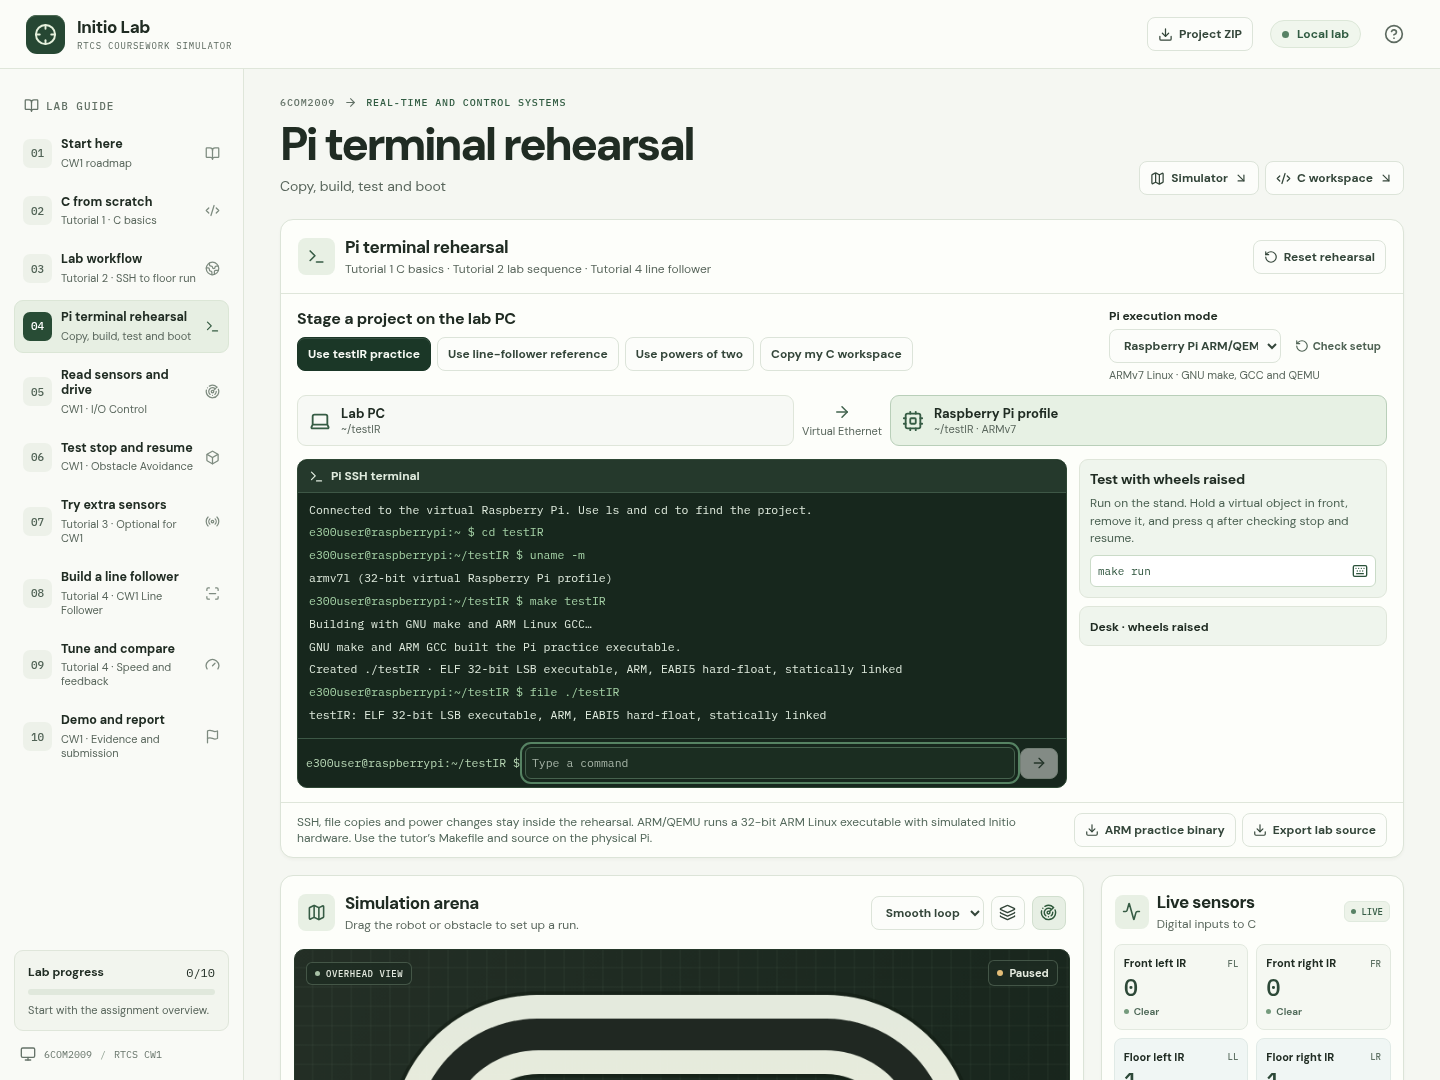 Initio Lab
RTCS COURSEWORK SIMULATOR
Project ZIP
Local lab
LAB GUIDE
01
Start here
CW1 roadmap
02
C from scratch
Tutorial 1 · C basics
03
Lab workflow
Tutorial 2 · SSH to floor run
04
Pi terminal rehearsal
Copy, build, test and boot
05
Read sensors and
drive
CW1 · I/O Control
06
Test stop and resume
CW1 · Obstacle Avoidance
07
Try extra sensors
Tutorial 3 · Optional for
CW1
08
Build a line follower
Tutorial 4 · CW1 Line
Follower
09
Tune and compare
Tutorial 4 · Speed and
feedback
10
Demo and report
CW1 · Evidence and
submission
Lab progress 0/10
Start with the assignment overview.
6COM2009 / RTCS CW1
6COM2009 → REAL-TIME AND CONTROL SYSTEMS
Pi terminal rehearsal
Copy, build, test and boot
Simulator
C workspace
Pi terminal rehearsal
Tutorial 1 C basics · Tutorial 2 lab sequence · Tutorial 4 line follower
Reset rehearsal
Stage a project on the lab PC
Use testIR practice
Use line-follower reference
Use powers of two
Copy my C workspace
Pi execution mode
Raspberry Pi ARM/QEM
Check setup
ARMv7 Linux · GNU make, GCC and QEMU
Lab PC
~/testIR
Virtual Ethernet
Raspberry Pi profile
~/testIR · ARMv7
Pi SSH terminal
Connected to the virtual Raspberry Pi. Use ls and cd to find the project.
e300user@raspberrypi:~ $ cd testIR
e300user@raspberrypi:~/testIR $ uname -m
armv7l (32-bit virtual Raspberry Pi profile)
e300user@raspberrypi:~/testIR $ make testIR
Building with GNU make and ARM Linux GCC…
GNU make and ARM GCC built the Pi practice executable.
Created ./testIR · ELF 32-bit LSB executable, ARM, EABI5 hard-float, statically linked
e300user@raspberrypi:~/testIR $ file ./testIR
testIR: ELF 32-bit LSB executable, ARM, EABI5 hard-float, statically linked
e300user@raspberrypi:~/testIR $ Type a command
Test with wheels raised
Run on the stand. Hold a virtual object in front,
remove it, and press q after checking stop and
resume.
make run
Desk · wheels raised
SSH, file copies and power changes stay inside the rehearsal. ARM/QEMU runs a 32-bit ARM Linux executable with simulated Initio
hardware. Use the tutor's Makefile and source on the physical Pi.
ARM practice binary
Export lab source
Simulation arena
Drag the robot or obstacle to set up a run.
Smooth loop
OVERHEAD VIEW
Paused
Live sensors
Digital inputs to C
LIVE
Front left IR FL
0
Clear
Front right IR FR
0
Clear
Floor left IR LL
1
Floor right IR LR
1